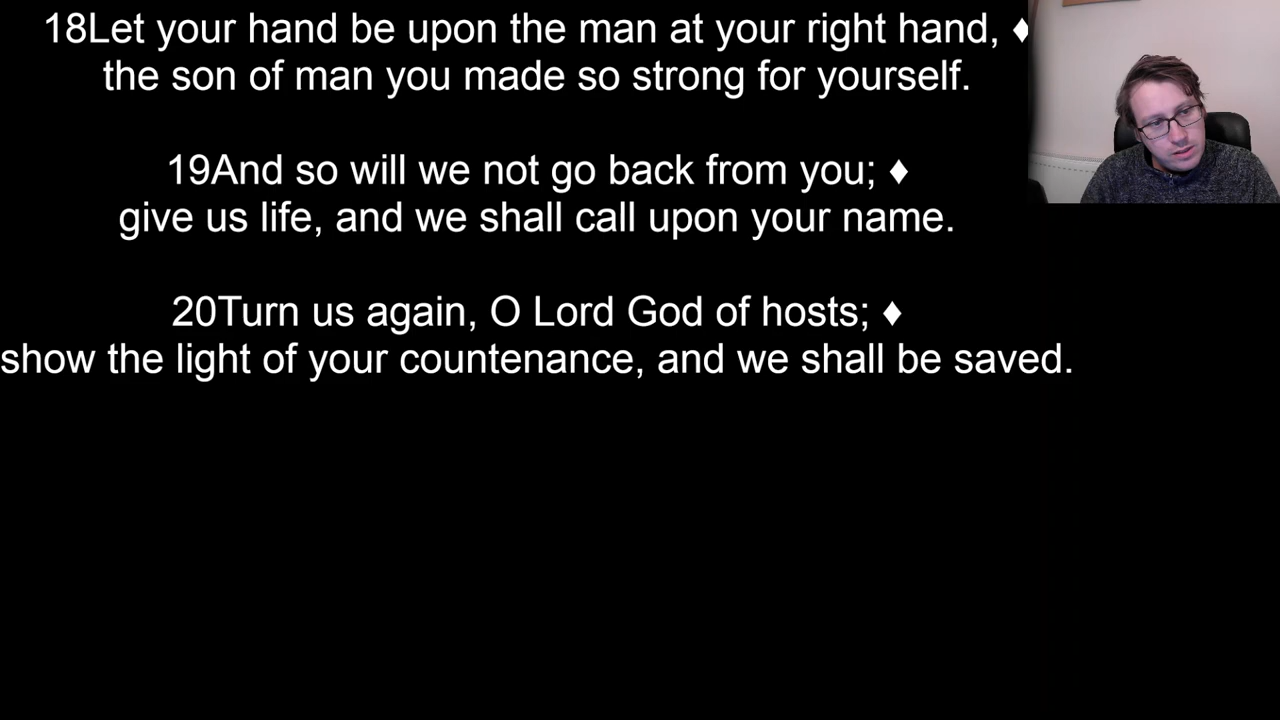 18Let your hand be upon the man at your right hand, ♦
the son of man you made so strong for yourself.
19And so will we not go back from you; ♦
give us life, and we shall call upon your name.
20Turn us again, O Lord God of hosts; ♦
show the light of your countenance, and we shall be saved.